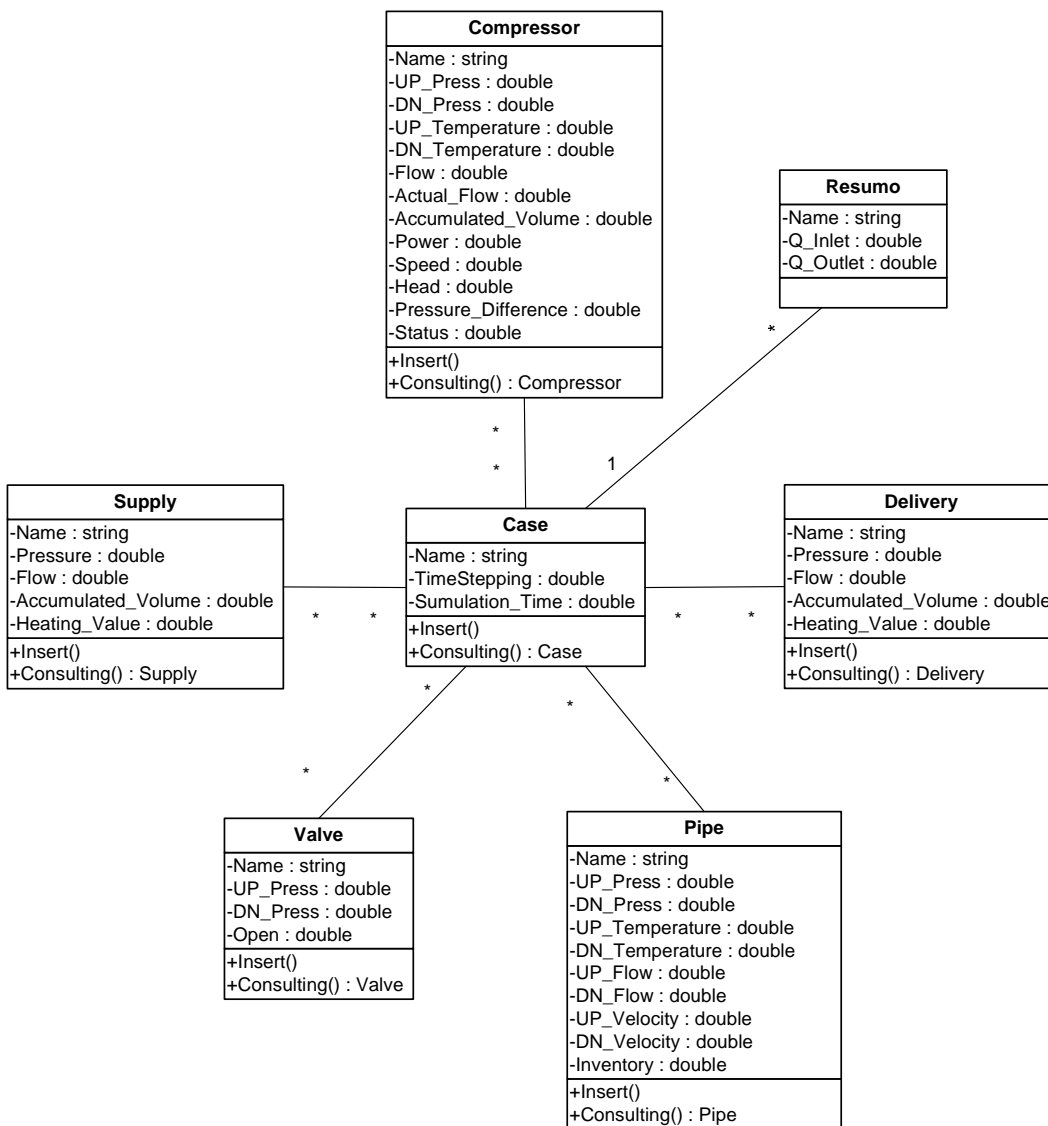 Compressor
-Name : string
-UP_Press : double
-DN_Press : double
-UP_Temperature : double
-DN_Temperature : double
-Flow : double
-Actual_Flow : double
-Accumulated_Volume : double
-Power : double
-Speed : double
-Head : double
-Pressure_Difference : double
-Status : double
+Insert()
+Consulting() : Compressor
Resumo
-Name : string
-Q_Inlet : double
-Q_Outlet : double
*
*
*
1
Supply
-Name : string
-Pressure : double
-Flow : double
-Accumulated_Volume : double
-Heating_Value : double
+Insert()
+Consulting() : Supply
*
*
Case
-Name : string
-TimeStepping : double
-Sumulation_Time : double
+Insert()
+Consulting() : Case
*
*
Delivery
-Name : string
-Pressure : double
-Flow : double
-Accumulated_Volume : double
-Heating_Value : double
+Insert()
+Consulting() : Delivery
*
*
*
*
Valve
-Name : string
-UP_Press : double
-DN_Press : double
-Open : double
+Insert()
+Consulting() : Valve
Pipe
-Name : string
-UP_Press : double
-DN_Press : double
-UP_Temperature : double
-DN_Temperature : double
-UP_Flow : double
-DN_Flow : double
-UP_Velocity : double
-DN_Velocity : double
-Inventory : double
+Insert()
+Consulting() : Pipe